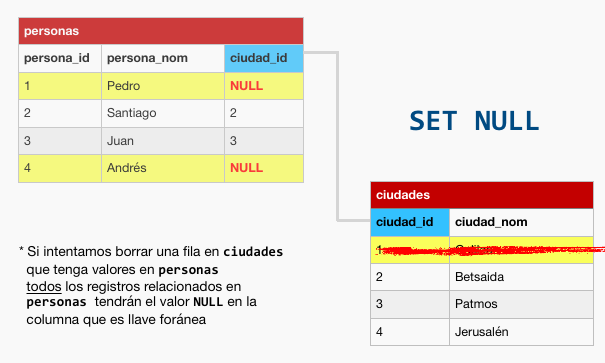 personas
persona_id persona_nom ciudad_id
1 Pedro NULL
2 Santiago 2
3 Juan 3
4 Andrés NULL
SET NULL
ciudades
ciudad_id ciudad_nom
1
2 Betsaida
3 Patmos
4 Jerusalén
* Si intentamos borrar una fila en ciudades
que tenga valores en personas
todos los registros relacionados en
personas tendrán el valor NULL en la
columna que es llave foránea